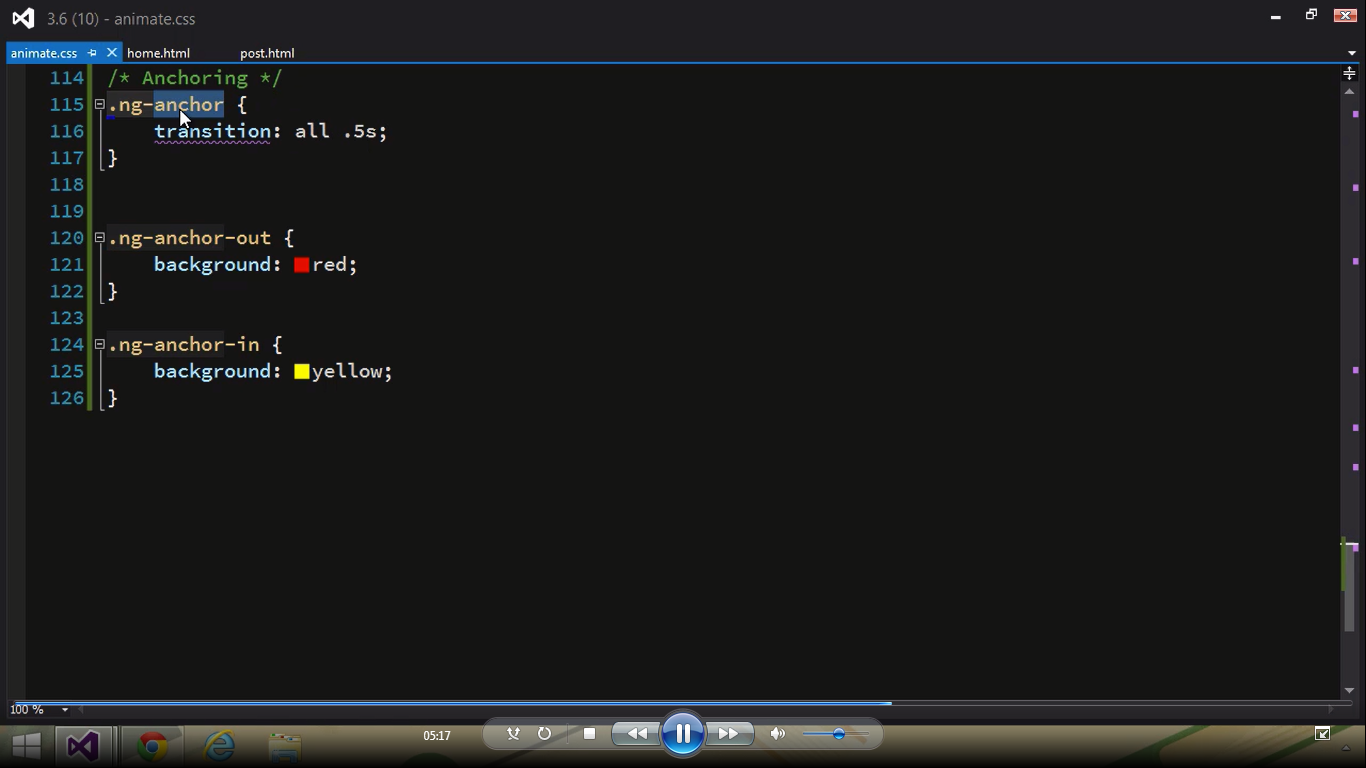 3.6 (10) - animate.css
animate.css home.html post.html
114 /* Anchoring */
115 .ng-anchor {
116 transition: all .5s;
117 }
118
119
120 .ng-anchor-out {
121 background: red;
122 }
123
124 .ng-anchor-in {
125 background: yellow;
126 }
100 %
05:17